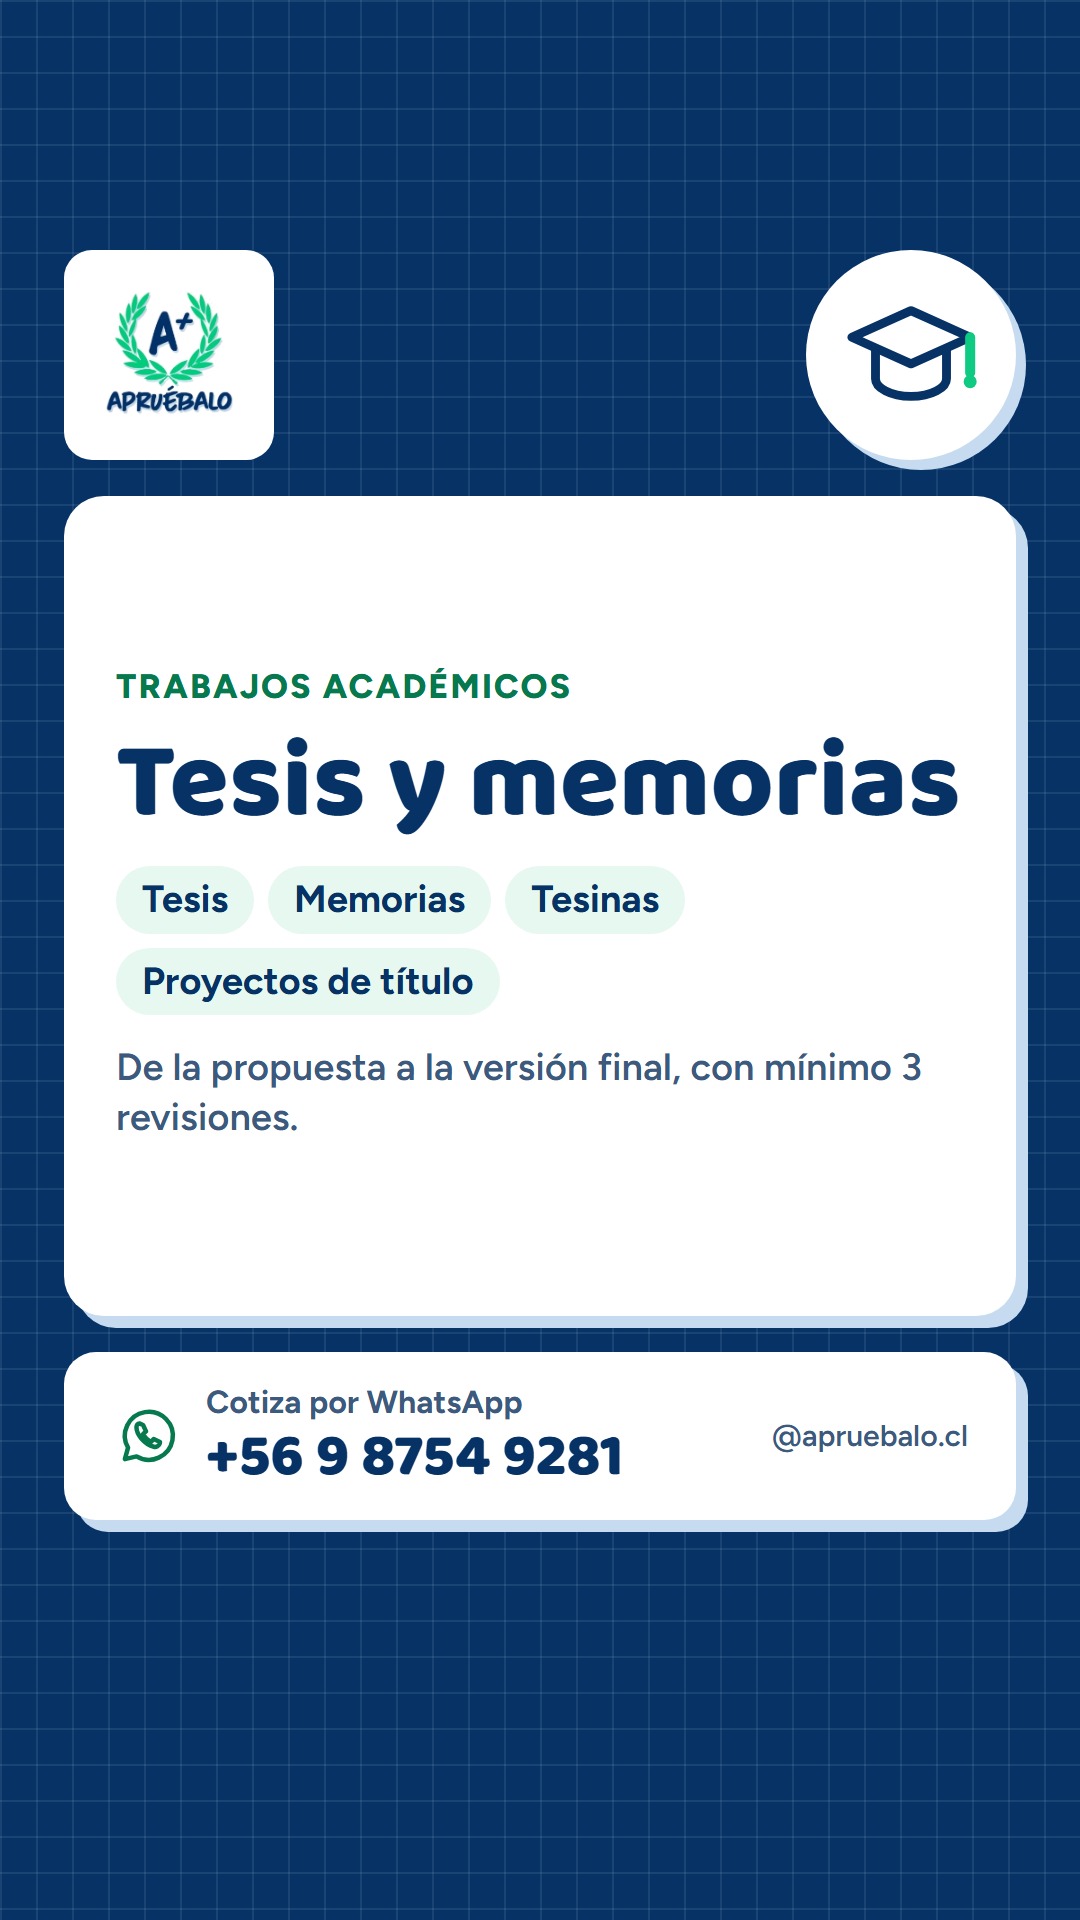 A+
APRUÉBALO
TRABAJOS ACADÉMICOS
Tesis y memorias
Tesis Memorias Tesinas
Proyectos de título
De la propuesta a la versión final, con mínimo 3
revisiones.
Cotiza por WhatsApp
+56 9 8754 9281
@apruebalo.cl